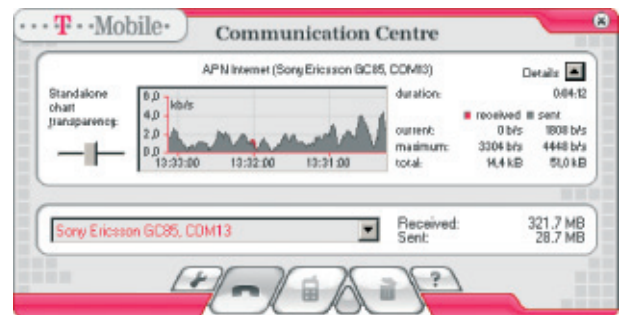 T··Mobile·
Communication Centre
APN Internet (Sony Ericsson GC85, COM13)
Details
Standalone
chart
transparency:
6,0
4,0
2,0
0,0
kb/s
13:33:00 13:32:00 13:31:00
duration: 0:04:12
received sent
current: 0 b/s 1808 b/s
maximum: 3304 b/s 4448 b/s
total: 14,4 kB 51,0 kB
Sony Ericsson GC85, COM13
Received: 321.7 MB
Sent: 28.7 MB
?